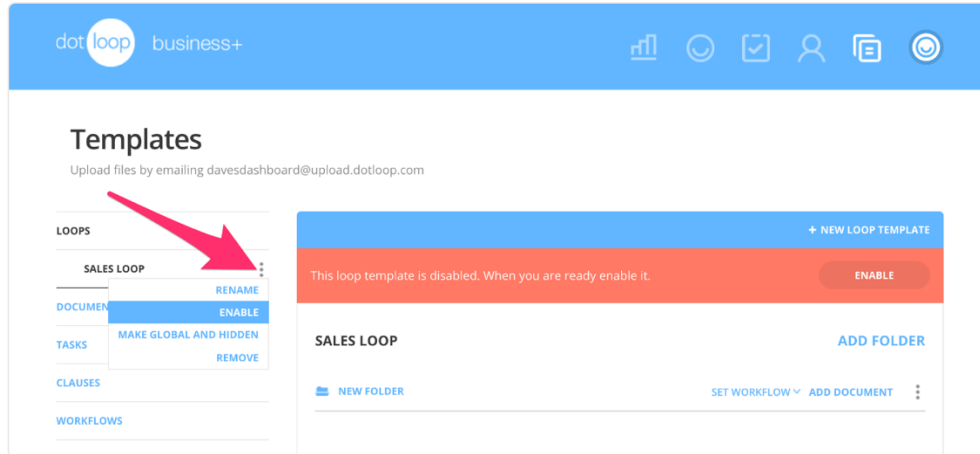 dotloop business+
Templates
Upload files by emailing davesdashboard@upload.dotloop.com
LOOPS
SALES LOOP
RENAME
ENABLE
MAKE GLOBAL AND HIDDEN
REMOVE
DOCUMEN
TASKS
CLAUSES
WORKFLOWS
+ NEW LOOP TEMPLATE
This loop template is disabled. When you are ready enable it. ENABLE
SALES LOOP ADD FOLDER
NEW FOLDER SET WORKFLOW ADD DOCUMENT